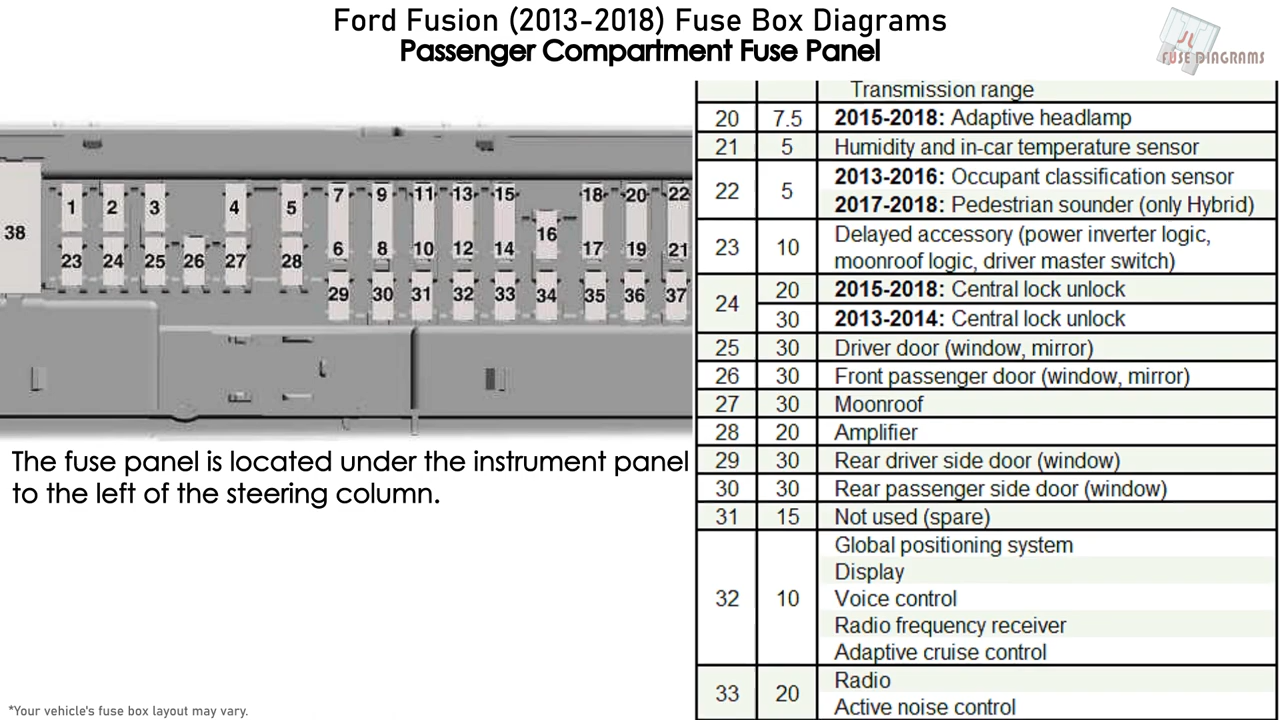 Ford Fusion (2013-2018) Fuse Box Diagrams
Passenger Compartment Fuse Panel
JL
FUSE DIAGRAMS
38
1 2 3 4 5 7 9 11 13 15 18 20 22
16
23 24 25 26 27 28 6 8 10 12 14 17 19 21
29 30 31 32 33 34 35 36 37
The fuse panel is located under the instrument panel
to the left of the steering column.
*Your vehicle's fuse box layout may vary.
Transmission range
20 7.5 2015-2018: Adaptive headlamp
21 5 Humidity and in-car temperature sensor
22 5 2013-2016: Occupant classification sensor
2017-2018: Pedestrian sounder (only Hybrid)
23 10 Delayed accessory (power inverter logic,
moonroof logic, driver master switch)
24 20 2015-2018: Central lock unlock
30 2013-2014: Central lock unlock
25 30 Driver door (window, mirror)
26 30 Front passenger door (window, mirror)
27 30 Moonroof
28 20 Amplifier
29 30 Rear driver side door (window)
30 30 Rear passenger side door (window)
31 15 Not used (spare)
32 10 Global positioning system
Display
Voice control
Radio frequency receiver
Adaptive cruise control
33 20 Radio
Active noise control